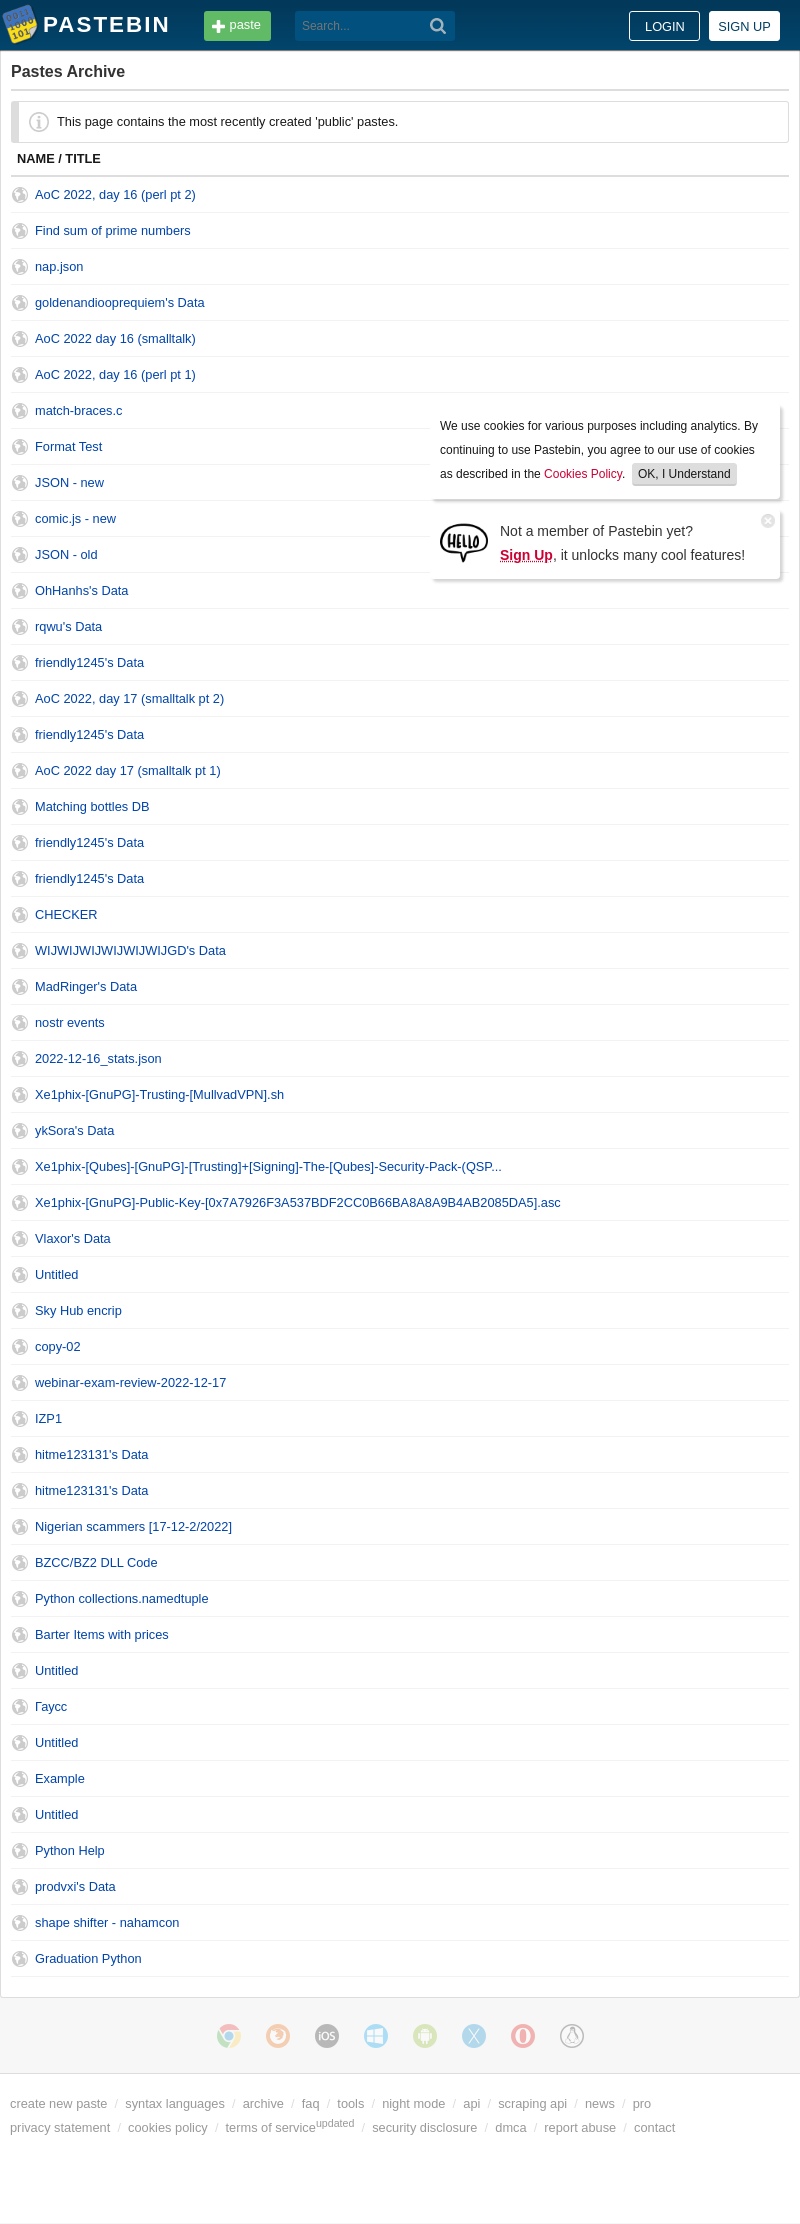 PASTEBIN paste Search... LOGIN SIGN UP
Pastes Archive
This page contains the most recently created 'public' pastes.
NAME / TITLE
AoC 2022, day 16 (perl pt 2)
Find sum of prime numbers
nap.json
goldenandiooprequiem's Data
AoC 2022 day 16 (smalltalk)
AoC 2022, day 16 (perl pt 1)
match-braces.c
Format Test
JSON - new
comic.js - new
JSON - old
We use cookies for various purposes including analytics. By
continuing to use Pastebin, you agree to our use of cookies
as described in the Cookies Policy. OK, I Understand
HELLO
Not a member of Pastebin yet?
Sign Up, it unlocks many cool features!
OhHanhs's Data
rqwu's Data
friendly1245's Data
AoC 2022, day 17 (smalltalk pt 2)
friendly1245's Data
AoC 2022 day 17 (smalltalk pt 1)
Matching bottles DB
friendly1245's Data
friendly1245's Data
CHECKER
WIJWIJWIJWIJWIJWIJGD's Data
MadRinger's Data
nostr events
2022-12-16_stats.json
Xe1phix-[GnuPG]-Trusting-[MullvadVPN].sh
ykSora's Data
Xe1phix-[Qubes]-[GnuPG]-[Trusting]+[Signing]-The-[Qubes]-Security-Pack-(QSP...
Xe1phix-[GnuPG]-Public-Key-[0x7A7926F3A537BDF2CC0B66BA8A8A9B4AB2085DA5].asc
Vlaxor's Data
Untitled
Sky Hub encrip
copy-02
webinar-exam-review-2022-12-17
IZP1
hitme123131's Data
hitme123131's Data
Nigerian scammers [17-12-2/2022]
BZCC/BZ2 DLL Code
Python collections.namedtuple
Barter Items with prices
Untitled
Гаусс
Untitled
Example
Untitled
Python Help
prodvxi's Data
shape shifter - nahamcon
Graduation Python
iOS
create new paste / syntax languages / archive / faq / tools / night mode / api / scraping api / news / pro
privacy statement / cookies policy / terms of serviceupdated / security disclosure / dmca / report abuse / contact